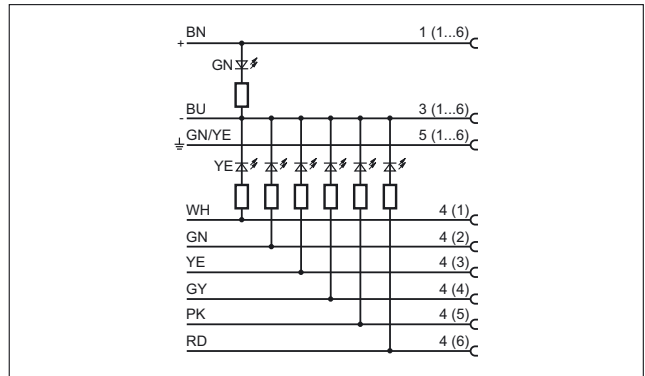 BN 1 (1...6)
+
GN
BU 3 (1...6)
-
GN/YE 5 (1...6)
YE
WH 4 (1)
GN 4 (2)
YE 4 (3)
GY 4 (4)
PK 4 (5)
RD 4 (6)